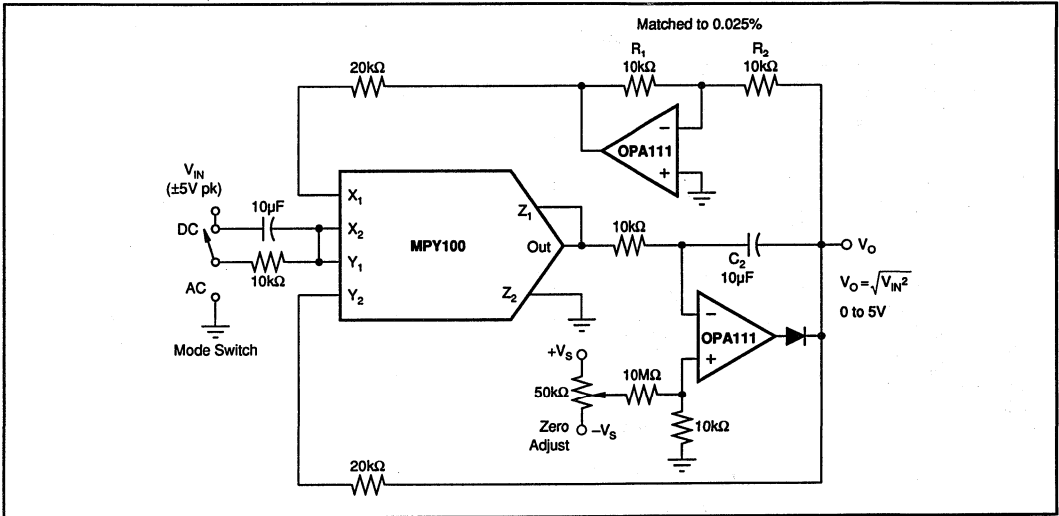 Matched to 0.025%
R1
10kΩ
R2
10kΩ
20kΩ
OPA111
−
+
VIN
(±5V pk)
DC
10µF
10kΩ
AC
Mode Switch
X1
X2
Y1
Y2
MPY100
Z1
Out
Z2
10kΩ
C2
10µF
VO
VO = √VIN²
0 to 5V
−
OPA111
+
+VS
50kΩ
10MΩ
Zero
Adjust
−VS
10kΩ
20kΩ